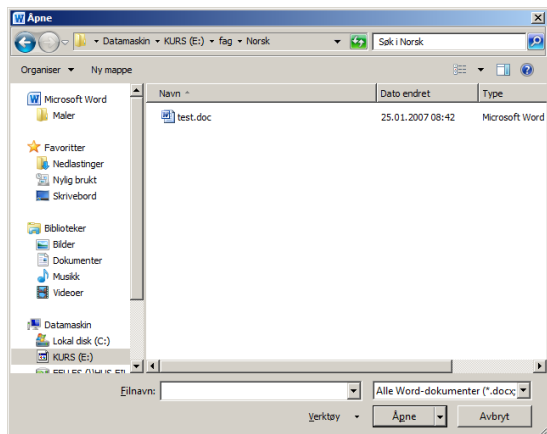 Åpne
Datamaskin KURS (E:) fag Norsk
Søk i Norsk
Organiser Ny mappe
Microsoft Word
Maler
Favoritter
Nedlastinger
Nylig brukt
Skrivebord
Biblioteker
Bilder
Dokumenter
Musikk
Videoer
Datamaskin
Lokal disk (C:)
KURS (E:)
Navn Dato endret Type
test.doc 25.01.2007 08:42 Microsoft Word
Filnavn:
Alle Word-dokumenter (*.docx;
Verktøy Åpne Avbryt